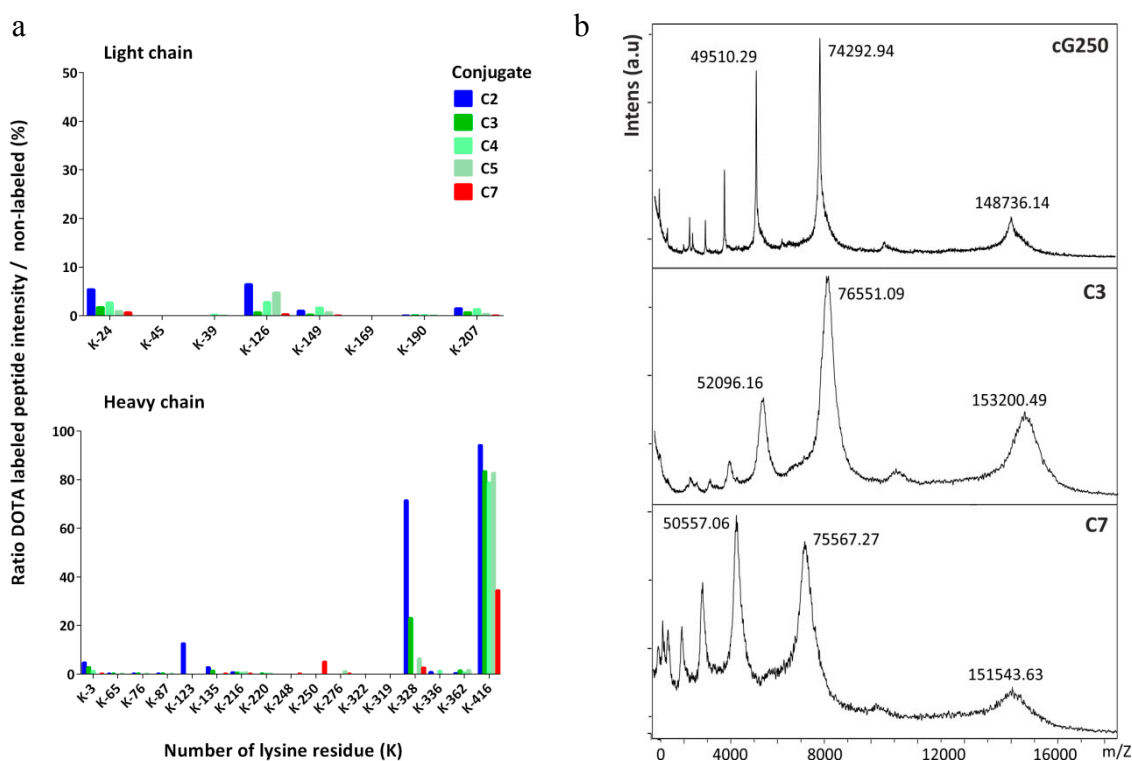 a
Light chain
Ratio DOTA labeled peptide intensity / non-labeled (%)
50
40
30
20
10
0
K-24
K-45
K-39
K-126
K-149
K-169
K-190
K-207
Conjugate
C2
C3
C4
C5
C7
Heavy chain
100
80
60
40
20
0
K-3
K-65
K-76
K-87
K-123
K-135
K-216
K-220
K-248
K-250
K-276
K-322
K-319
K-328
K-336
K-362
K-416
Number of lysine residue (K)
b
Intens (a.u)
cG250
49510.29
74292.94
148736.14
C3
52096.16
76551.09
153200.49
C7
50557.06
75567.27
151543.63
0
4000
8000
12000
16000
m/Z